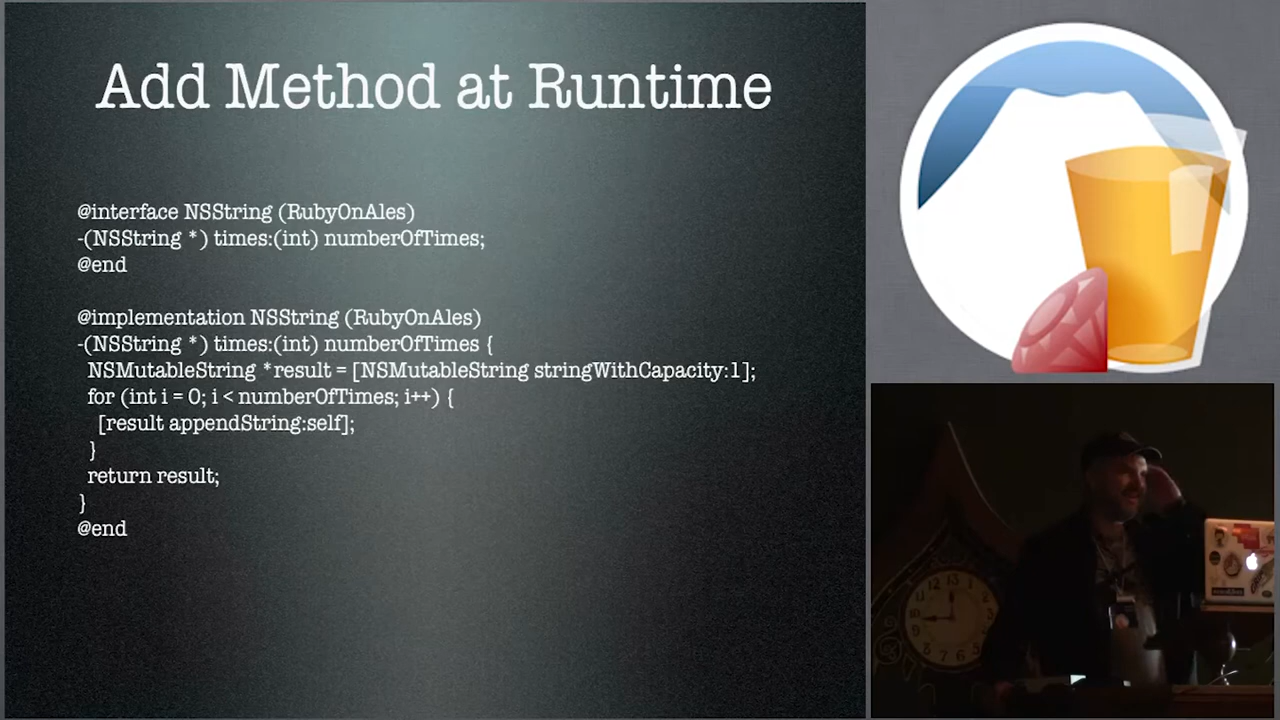 Add Method at Runtime
@interface NSString (RubyOnAles)
-(NSString *) times:(int) numberOfTimes;
@end
@implementation NSString (RubyOnAles)
-(NSString *) times:(int) numberOfTimes {
NSMutableString *result = [NSMutableString stringWithCapacity:1];
for (int i = 0; i < numberOfTimes; i++) {
[result appendString:self];
}
return result;
}
@end